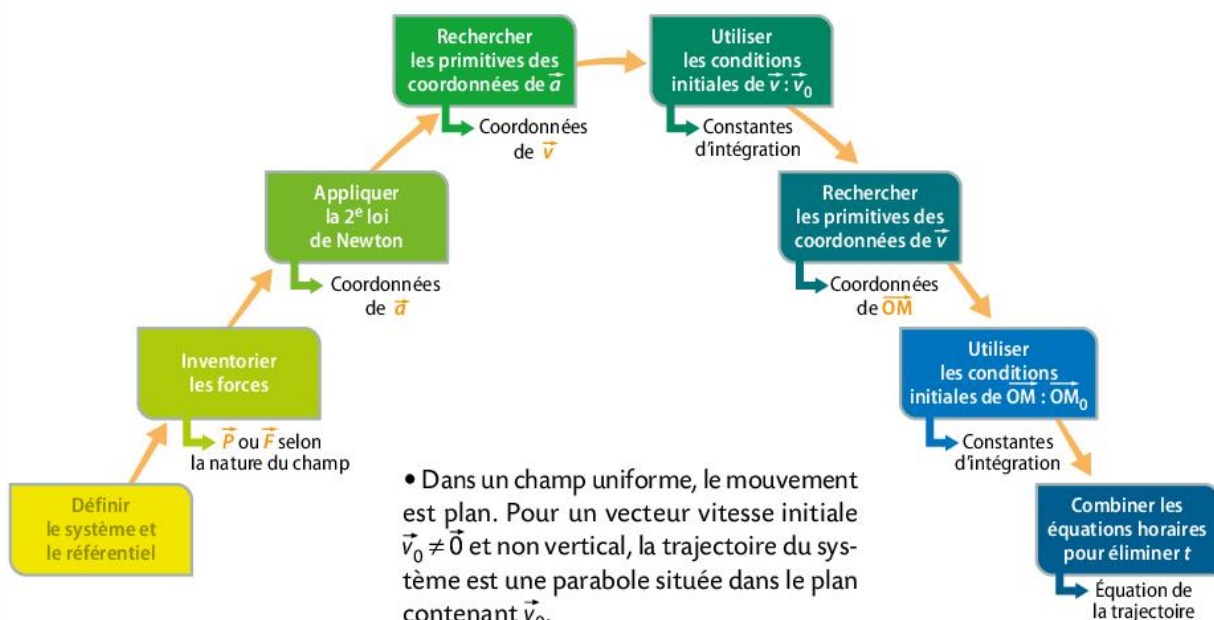 Définir
le système et
le référentiel
Inventorier
les forces
P⃗ ou F⃗ selon
la nature du champ
Appliquer
la 2e loi
de Newton
Coordonnées
de a⃗
Rechercher
les primitives des
coordonnées de a⃗
Coordonnées
de v⃗
Utiliser
les conditions
initiales de v⃗ : v⃗₀
Constantes
d'intégration
Rechercher
les primitives des
coordonnées de v⃗
Coordonnées
de OM⃗
Utiliser
les conditions
initiales de OM⃗ : OM⃗₀
Constantes
d'intégration
Combiner les
équations horaires
pour éliminer t
Équation de
la trajectoire
• Dans un champ uniforme, le mouvement
est plan. Pour un vecteur vitesse initiale
v⃗₀ ≠ 0⃗ et non vertical, la trajectoire du sys-
tème est une parabole située dans le plan
contenant v⃗₀.